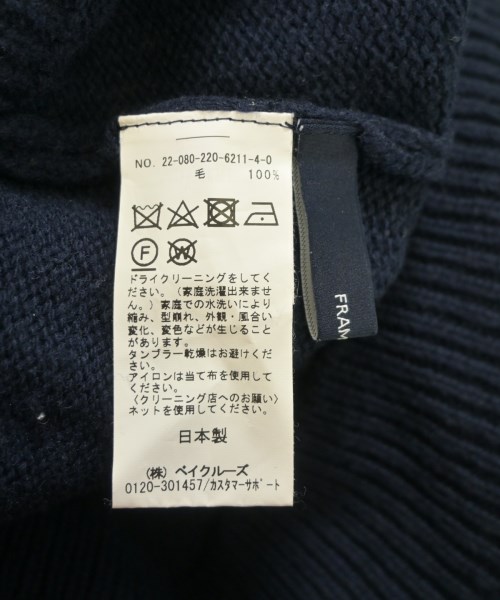 NO. 22-080-220-6211-4-0
毛 100%
F W
ドライクリーニングをしてく
ださい。（家庭洗濯出来ませ
ん。）家庭での水洗いにより
縮み、型崩れ、外観・風合い
変化、変色などが生じること
があります。
タンブラー乾燥はお避けくだ
さい。
アイロンは当て布を使用して
ください。
〈クリーニング店へのお願い〉
ネットを使用してください。
日本製
（株）ベイクルーズ
0120-301457/カスタマーサポート
FRAM